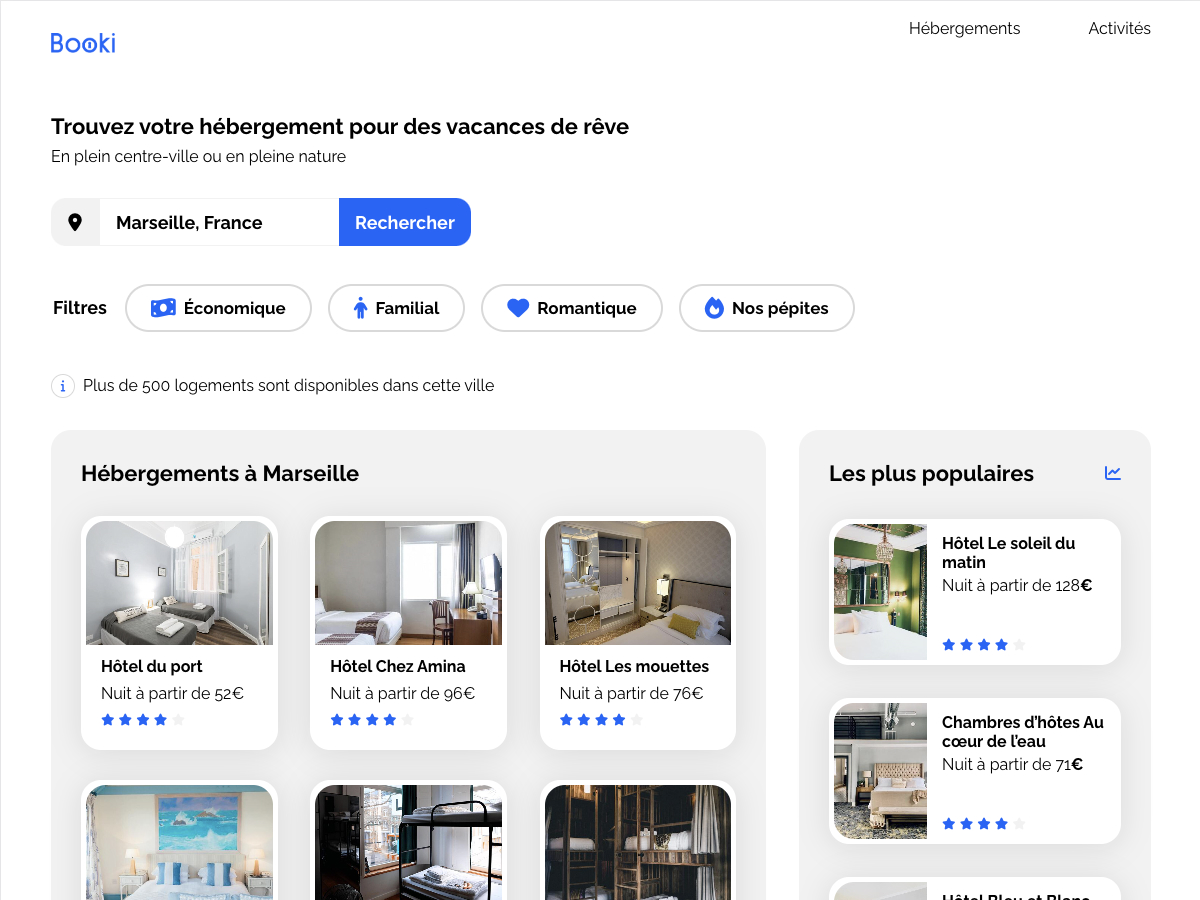 Booki
Hébergements
Activités
Trouvez votre hébergement pour des vacances de rêve
En plein centre-ville ou en pleine nature
Marseille, France
Rechercher
Filtres
Économique
Familial
Romantique
Nos pépites
Plus de 500 logements sont disponibles dans cette ville
Hébergements à Marseille
Hôtel du port
Nuit à partir de 52€
Hôtel Chez Amina
Nuit à partir de 96€
Hôtel Les mouettes
Nuit à partir de 76€
Les plus populaires
Hôtel Le soleil du
matin
Nuit à partir de 128€
Chambres d’hôtes Au
cœur de l’eau
Nuit à partir de 71€
Hôtel Bleu et Blanc